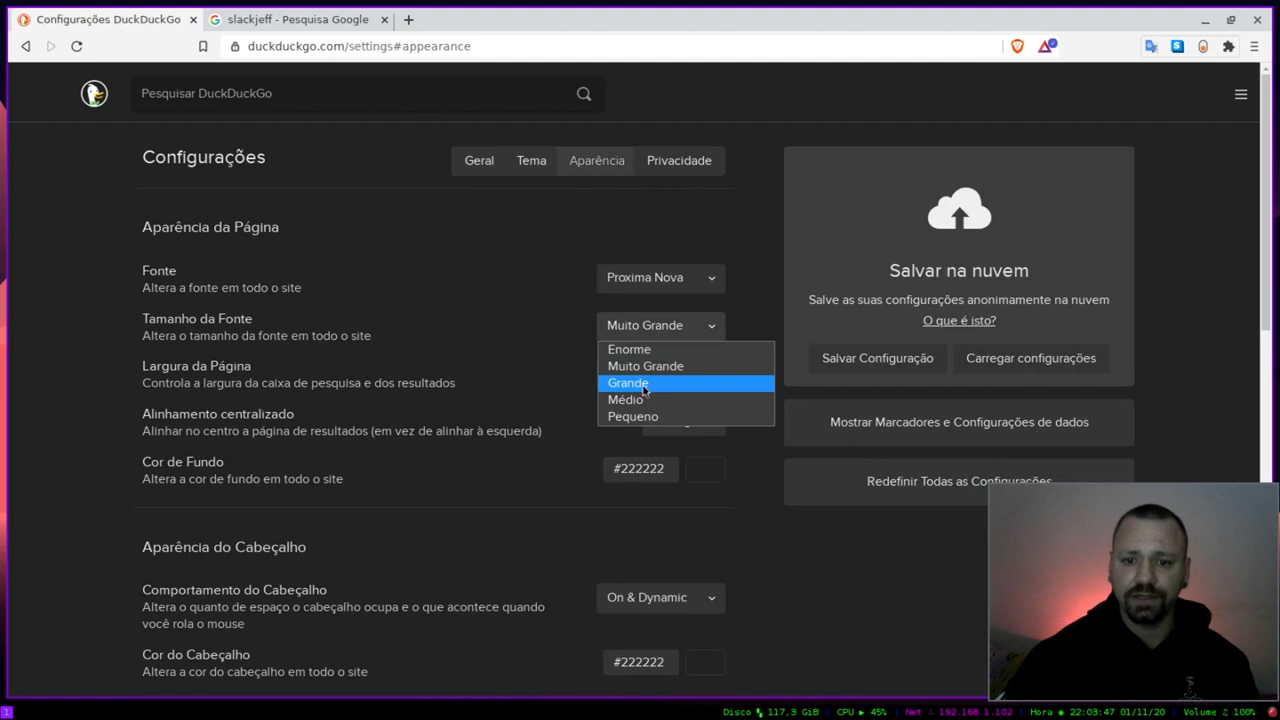 Configurações DuckDuckGo
slackjeff - Pesquisa Google
duckduckgo.com/settings#appearance
Pesquisar DuckDuckGo
Configurações
Geral
Tema
Aparência
Privacidade
Aparência da Página
Fonte
Altera a fonte em todo o site
Proxima Nova
Tamanho da Fonte
Altera o tamanho da fonte em todo o site
Muito Grande
Enorme
Muito Grande
Grande
Médio
Pequeno
Largura da Página
Controla a largura da caixa de pesquisa e dos resultados
Alinhamento centralizado
Alinhar no centro a página de resultados (em vez de alinhar à esquerda)
Cor de Fundo
Altera a cor de fundo em todo o site
#222222
Aparência do Cabeçalho
Comportamento do Cabeçalho
Altera o quanto de espaço o cabeçalho ocupa e o que acontece quando
você rola o mouse
On & Dynamic
Cor do Cabeçalho
Altera a cor do cabeçalho em todo o site
#222222
Salvar na nuvem
Salve as suas configurações anonimamente na nuvem
O que é isto?
Salvar Configuração
Carregar configurações
Mostrar Marcadores e Configurações de dados
Redefinir Todas as Configurações
1
Disco 117,3 GiB
CPU 45%
Net 192.168.1.102
Hora 22:03:47 01/11/20
Volume 100%